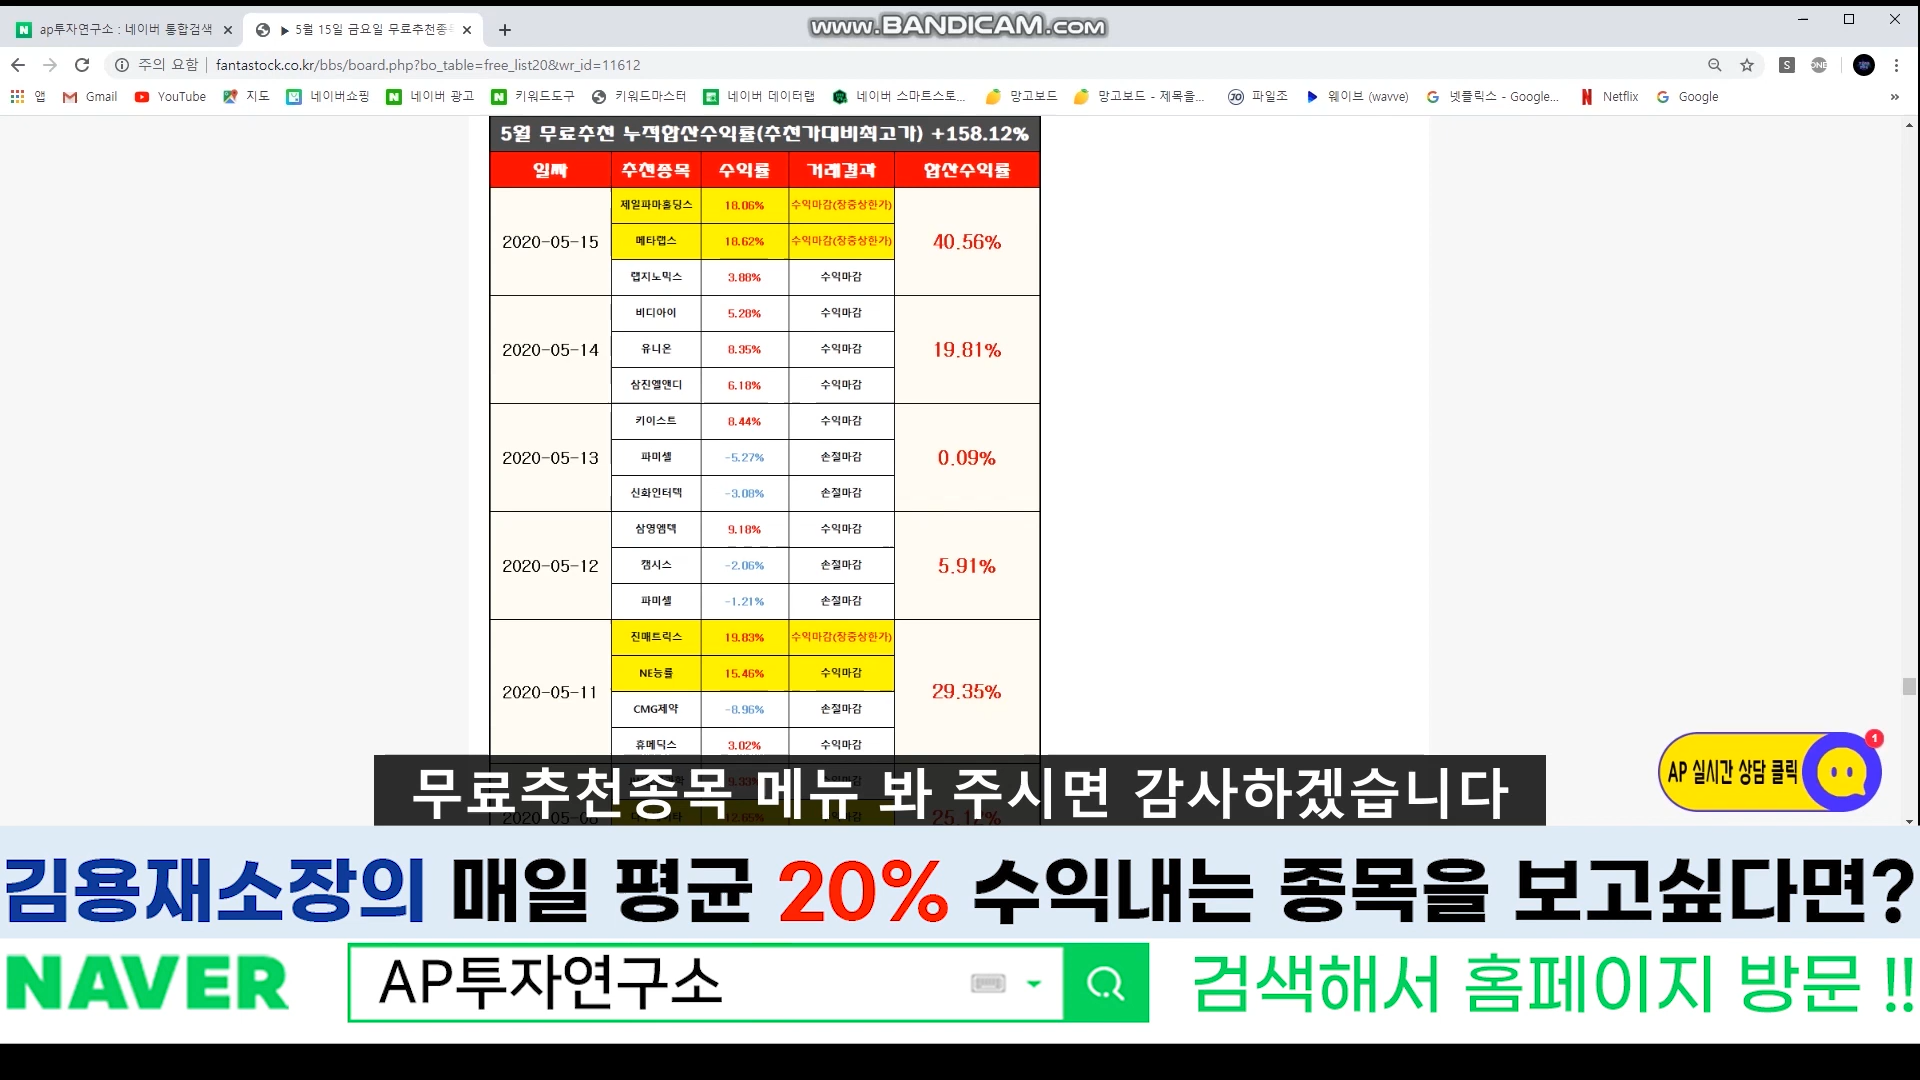 www.BANDICAM.com
ap투자연구소 : 네이버 통합검색
▶ 5월 15일 금요일 무료추천종
주의 요함 fantastock.co.kr/bbs/board.php?bo_table=free_list20&wr_id=11612
앱 Gmail YouTube 지도 네이버쇼핑 네이버 광고 키워드도구 키워드마스터 네이버 데이터랩 네이버 스마트스토... 망고보드 망고보드 - 제목을... 파일조 웨이브 (wavve) 넷플릭스 - Google... Netflix Google
5월 무료추천 누적합산수익률(추천가대비최고가) +158.12%
일짜 추천종목 수익률 거래결과 합산수익률
2020-05-15 40.56%
제일파마홀딩스 18.06% 수익마감(장중상한가)
메타랩스 18.62% 수익마감(장중상한가)
랩지노믹스 3.88% 수익마감
2020-05-14 19.81%
비디아이 5.28% 수익마감
유니온 8.35% 수익마감
삼진엘앤디 6.18% 수익마감
2020-05-13 0.09%
키이스트 8.44% 수익마감
파미셀 -5.27% 손절마감
신화인터텍 -3.08% 손절마감
2020-05-12 5.91%
삼영엠텍 9.18% 수익마감
캠시스 -2.06% 손절마감
파미셀 -1.21% 손절마감
2020-05-11 29.35%
진매트릭스 19.83% 수익마감(장중상한가)
NE능률 15.46% 수익마감
CMG제약 -8.96% 손절마감
휴메딕스 3.02% 수익마감
AP 실시간 상담 클릭
1
무료추천종목 메뉴 봐 주시면 감사하겠습니다
김용재소장의 매일 평균 20% 수익내는 종목을 보고싶다면?
NAVER AP투자연구소 검색해서 홈페이지 방문 !!